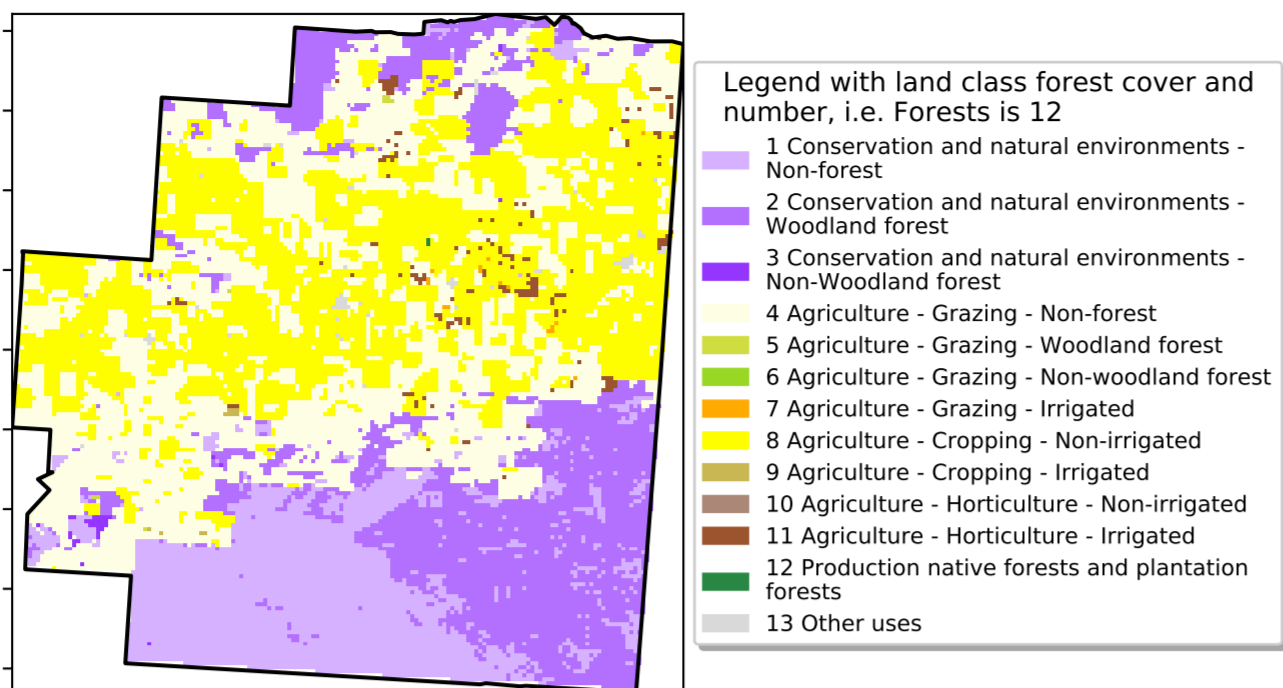 Legend with land class forest cover and
number, i.e. Forests is 12
1 Conservation and natural environments -
Non-forest
2 Conservation and natural environments -
Woodland forest
3 Conservation and natural environments -
Non-Woodland forest
4 Agriculture - Grazing - Non-forest
5 Agriculture - Grazing - Woodland forest
6 Agriculture - Grazing - Non-woodland forest
7 Agriculture - Grazing - Irrigated
8 Agriculture - Cropping - Non-irrigated
9 Agriculture - Cropping - Irrigated
10 Agriculture - Horticulture - Non-irrigated
11 Agriculture - Horticulture - Irrigated
12 Production native forests and plantation
forests
13 Other uses